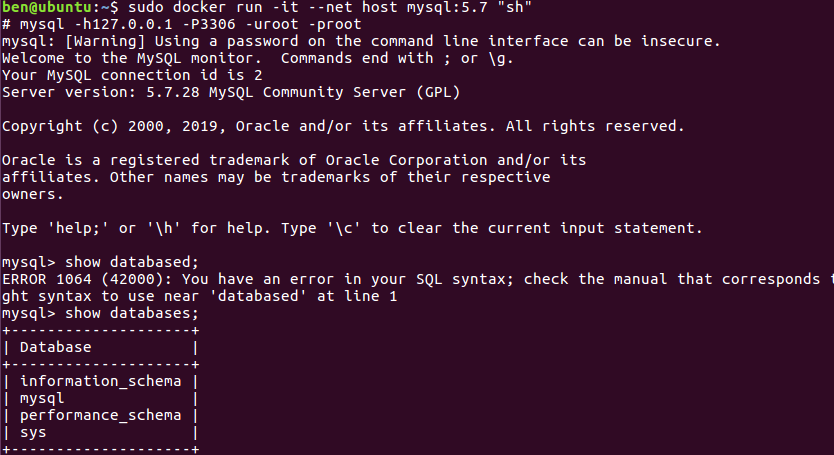 ben@ubuntu:~$ sudo docker run -it --net host mysql:5.7 "sh"
# mysql -h127.0.0.1 -P3306 -uroot -proot
mysql: [Warning] Using a password on the command line interface can be insecure.
Welcome to the MySQL monitor.  Commands end with ; or \g.
Your MySQL connection id is 2
Server version: 5.7.28 MySQL Community Server (GPL)

Copyright (c) 2000, 2019, Oracle and/or its affiliates. All rights reserved.

Oracle is a registered trademark of Oracle Corporation and/or its
affiliates. Other names may be trademarks of their respective
owners.

Type 'help;' or '\h' for help. Type '\c' to clear the current input statement.

mysql> show databased;
ERROR 1064 (42000): You have an error in your SQL syntax; check the manual that corresponds t
ght syntax to use near 'databased' at line 1
mysql> show databases;
+--------------------+
| Database           |
+--------------------+
| information_schema |
| mysql              |
| performance_schema |
| sys                |
+--------------------+